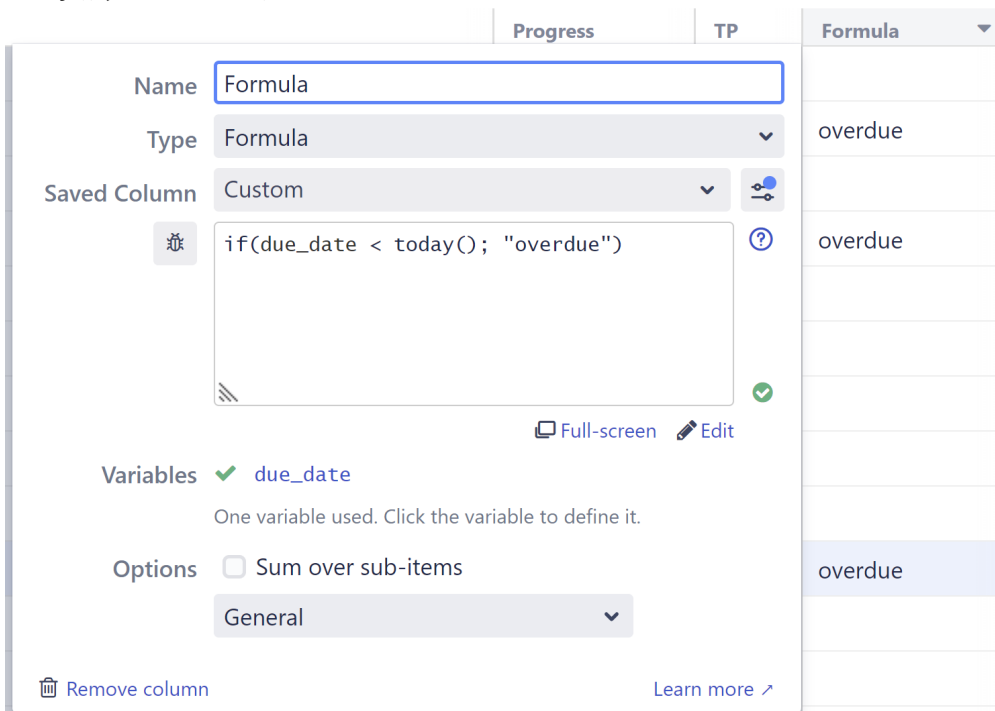 Progress TP Formula
Name Formula
Type Formula
overdue
Saved Column Custom
if(due_date < today(); "overdue")
overdue
Full-screen Edit
Variables due_date
One variable used. Click the variable to define it.
Options Sum over sub-items
overdue
General
Remove column Learn more ↗